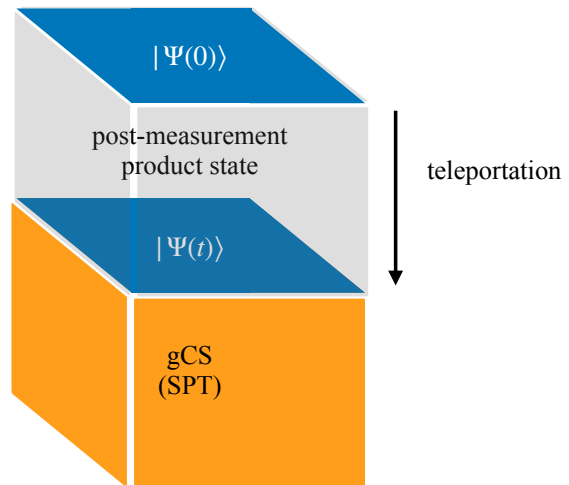 |Ψ(0)⟩
post-measurement
product state
teleportation
|Ψ(t)⟩
gCS
(SPT)